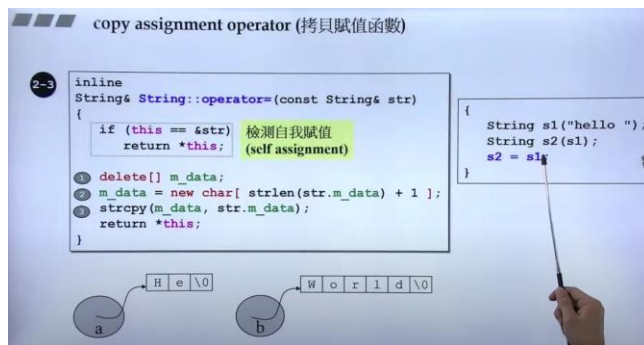 copy assignment operator (拷貝賦值函數)
2-3
inline
String& String::operator=(const String& str)
{
if (this == &str)
return *this;
檢測自我賦值
(self assignment)
1 delete[] m_data;
2 m_data = new char[ strlen(str.m_data) + 1 ];
3 strcpy(m_data, str.m_data);
return *this;
}
{
String s1("hello ");
String s2(s1);
s2 = s1
}
H e \0
a
W o r l d \0
b